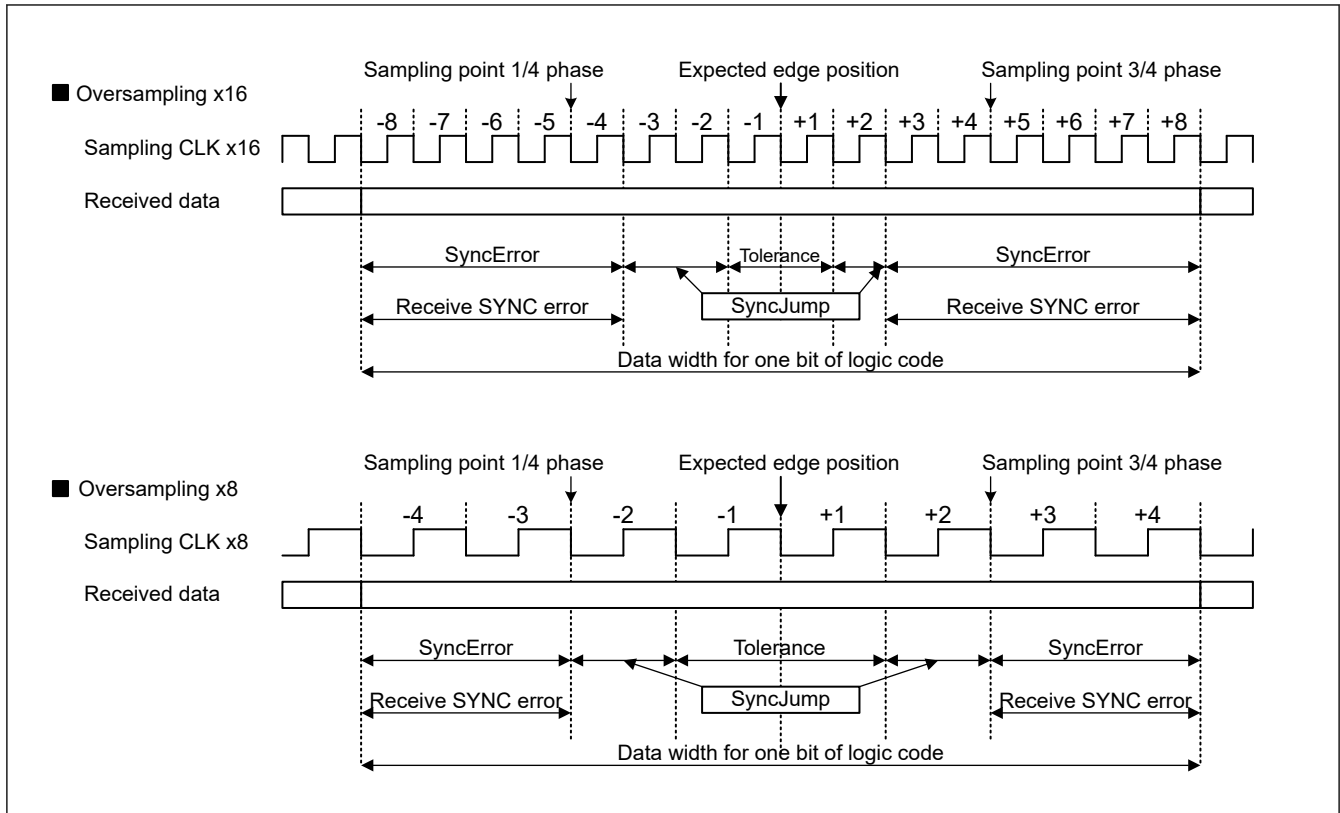 Sampling point 1/4 phase Expected edge position Sampling point 3/4 phase
■ Oversampling x16
-8 -7 -6 -5 -4 -3 -2 -1 +1 +2 +3 +4 +5 +6 +7 +8
Sampling CLK x16
Received data
SyncError Tolerance SyncError
Receive SYNC error SyncJump Receive SYNC error
Data width for one bit of logic code
Sampling point 1/4 phase Expected edge position Sampling point 3/4 phase
■ Oversampling x8
-4 -3 -2 -1 +1 +2 +3 +4
Sampling CLK x8
Received data
SyncError Tolerance SyncError
Receive SYNC error SyncJump Receive SYNC error
Data width for one bit of logic code